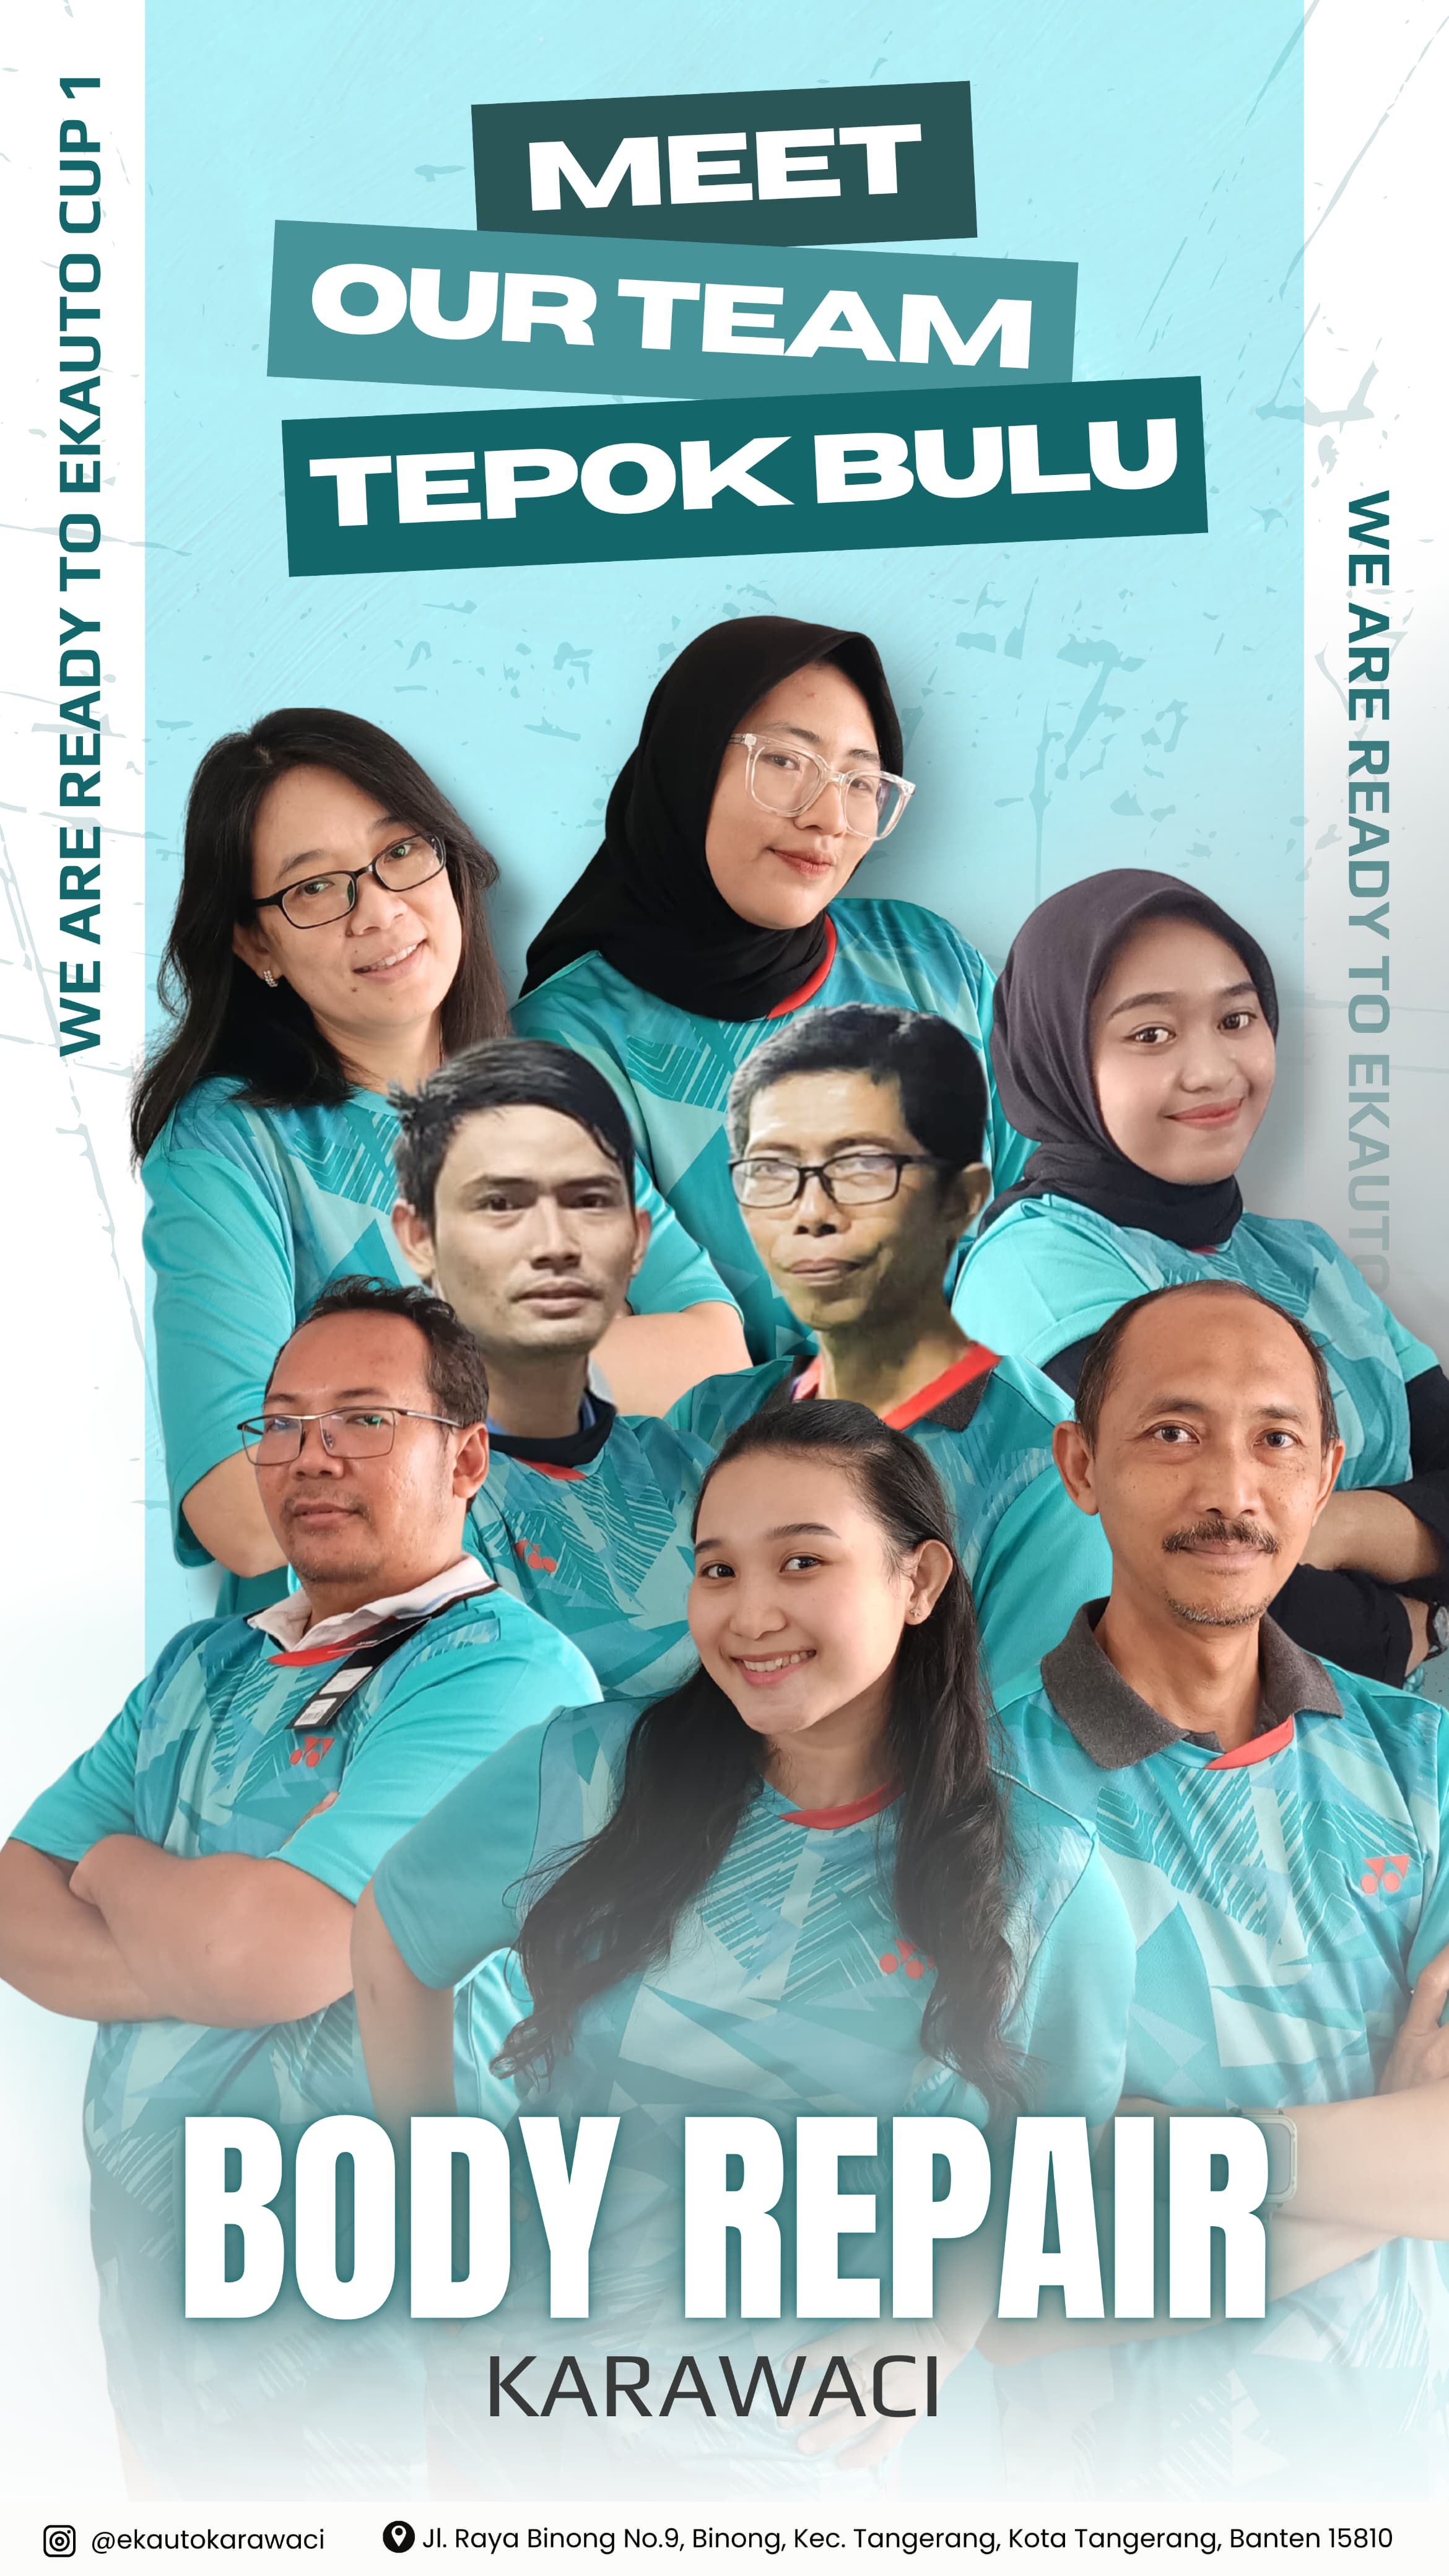 WE ARE READY TO EKAUTO CUP 1
MEET
OUR TEAM
TEPOK BULU
WE ARE READY TO EKAUTO
BODY REPAIR
KARAWACI
@ekautokarawaci
Jl. Raya Binong No.9, Binong, Kec. Tangerang, Kota Tangerang, Banten 15810